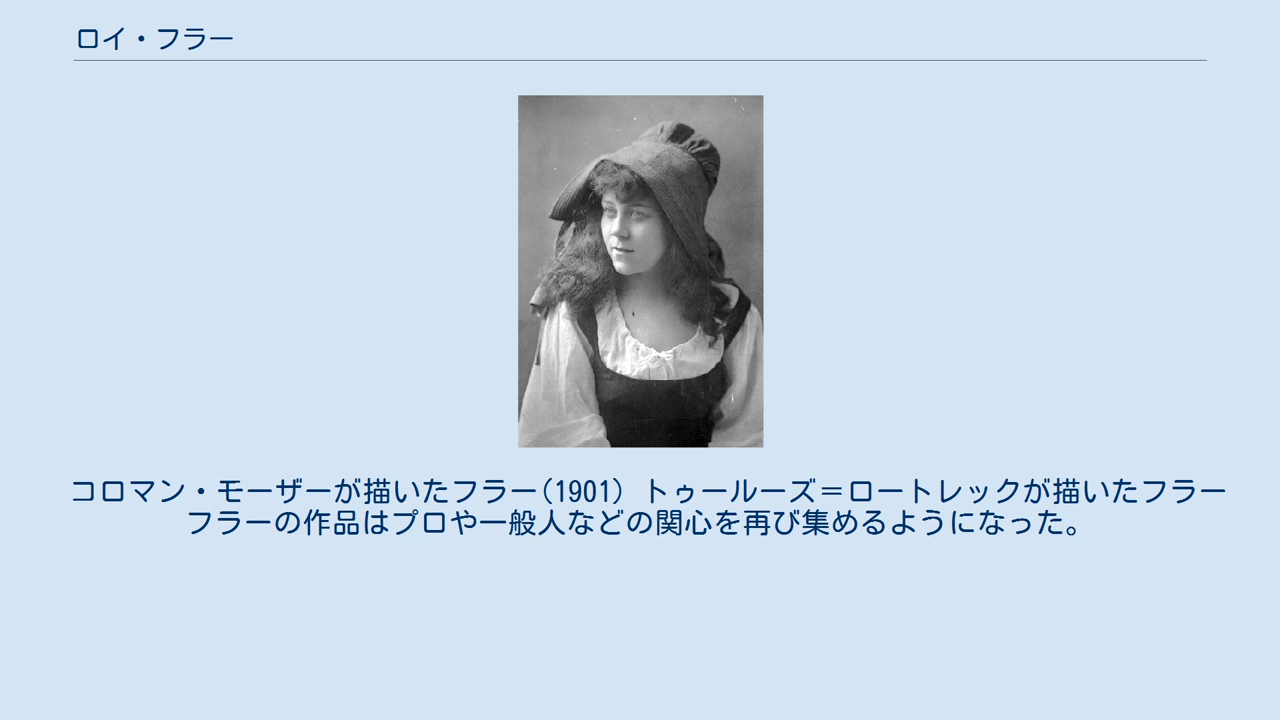 ロイ・フラー
コロマン・モーザーが描いたフラー(1901) トゥールーズ＝ロートレックが描いたフラー
フラーの作品はプロや一般人などの関心を再び集めるようになった。